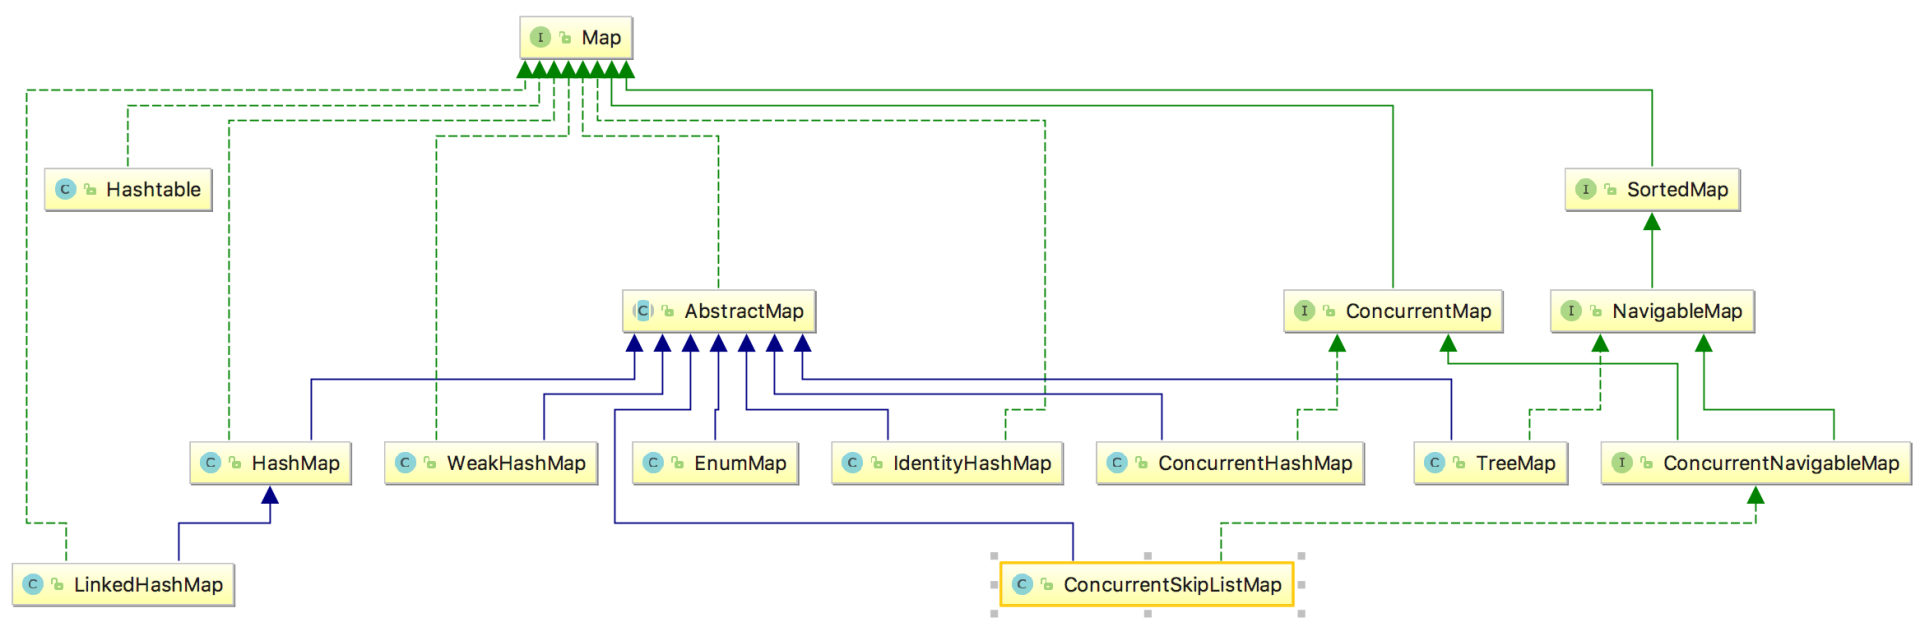 I Map
C Hashtable
I SortedMap
C AbstractMap
I ConcurrentMap
I NavigableMap
C HashMap
C WeakHashMap
C EnumMap
C IdentityHashMap
C ConcurrentHashMap
C TreeMap
I ConcurrentNavigableMap
C LinkedHashMap
C ConcurrentSkipListMap